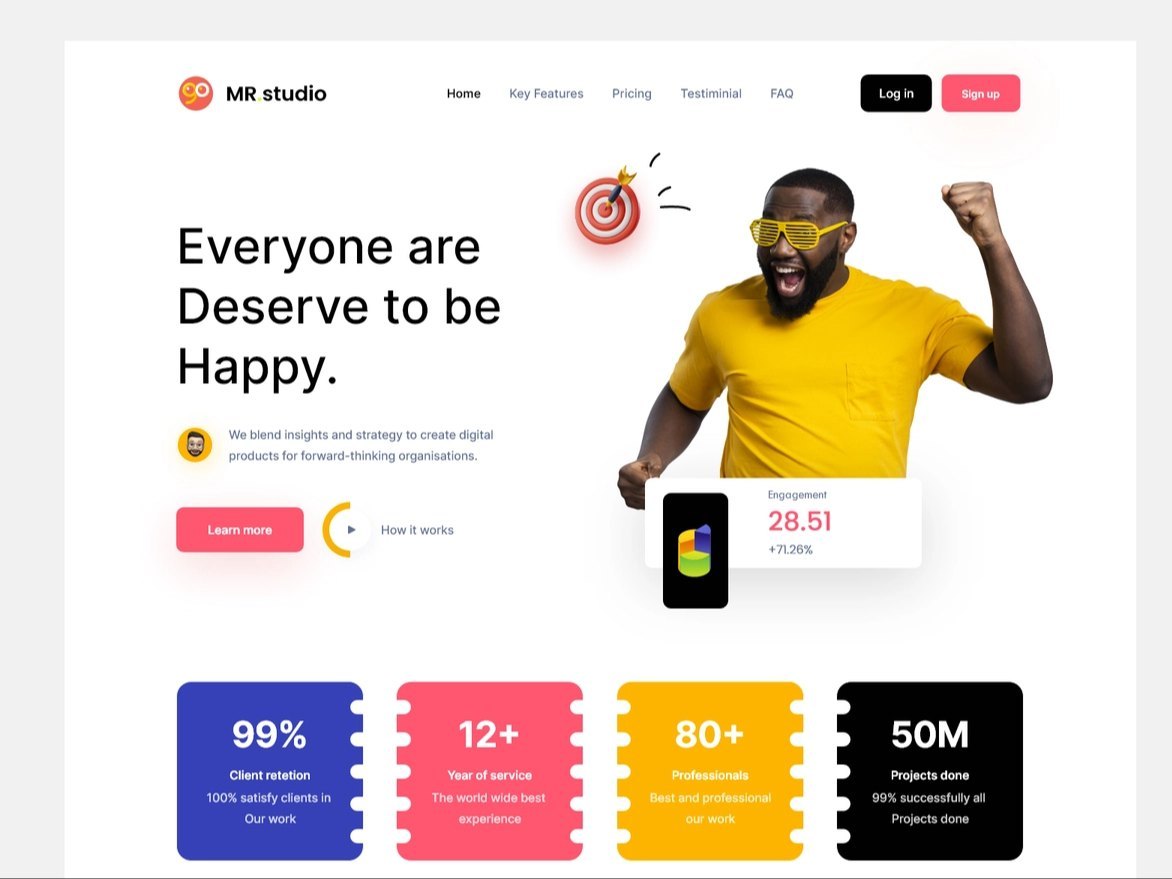 MR.studio
Home
Key Features
Pricing
Testiminial
FAQ
Log in
Sign up
Everyone are
Deserve to be
Happy.
We blend insights and strategy to create digital
products for forward-thinking organisations.
Learn more
How it works
Engagement
28.51
+71.26%
99%
Client retetion
100% satisfy clients in
Our work
12+
Year of service
The world wide best
experience
80+
Professionals
Best and professional
our work
50M
Projects done
99% successfully all
Projects done